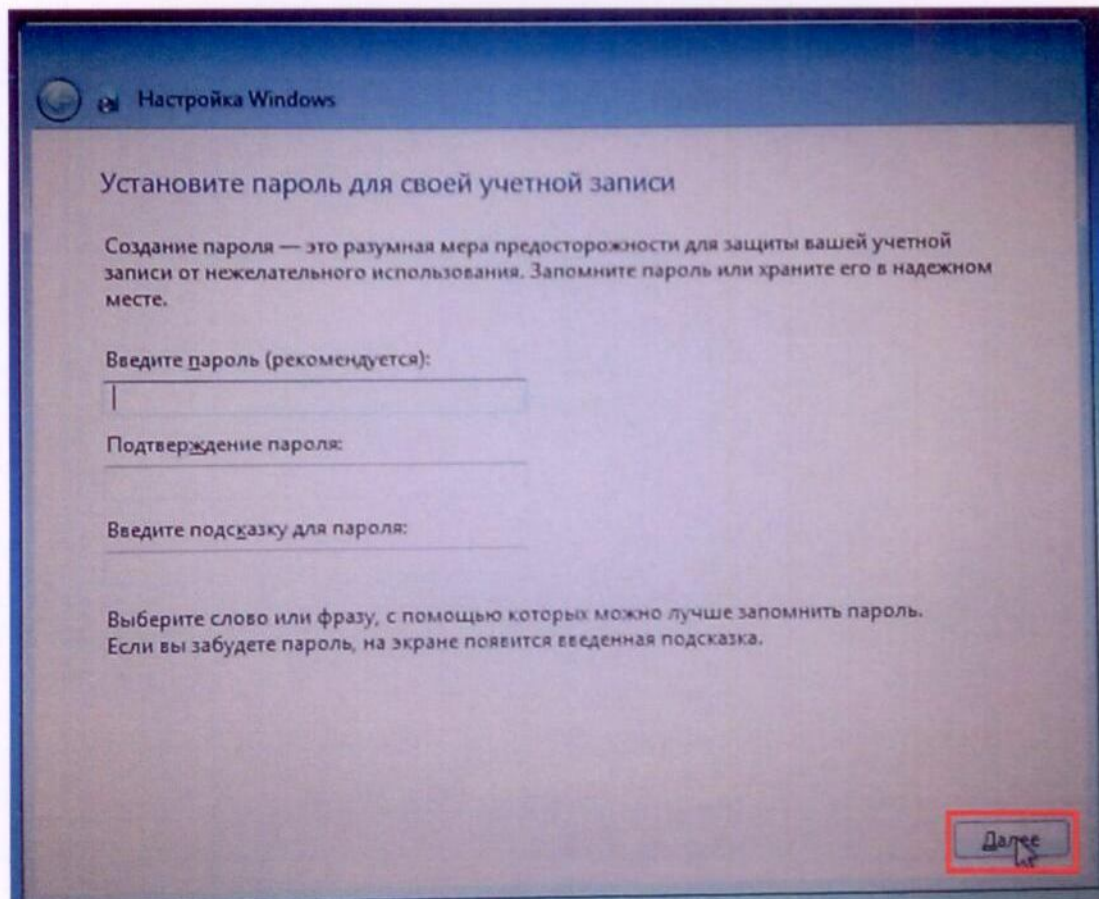 Настройка Windows
Установите пароль для своей учетной записи
Создание пароля — это разумная мера предосторожности для защиты вашей учетной
записи от нежелательного использования. Запомните пароль или храните его в надежном
месте.
Введите пароль (рекомендуется):
Подтверждение пароля:
Введите подсказку для пароля:
Выберите слово или фразу, с помощью которых можно лучше запомнить пароль.
Если вы забудете пароль, на экране появится введенная подсказка.
Далее